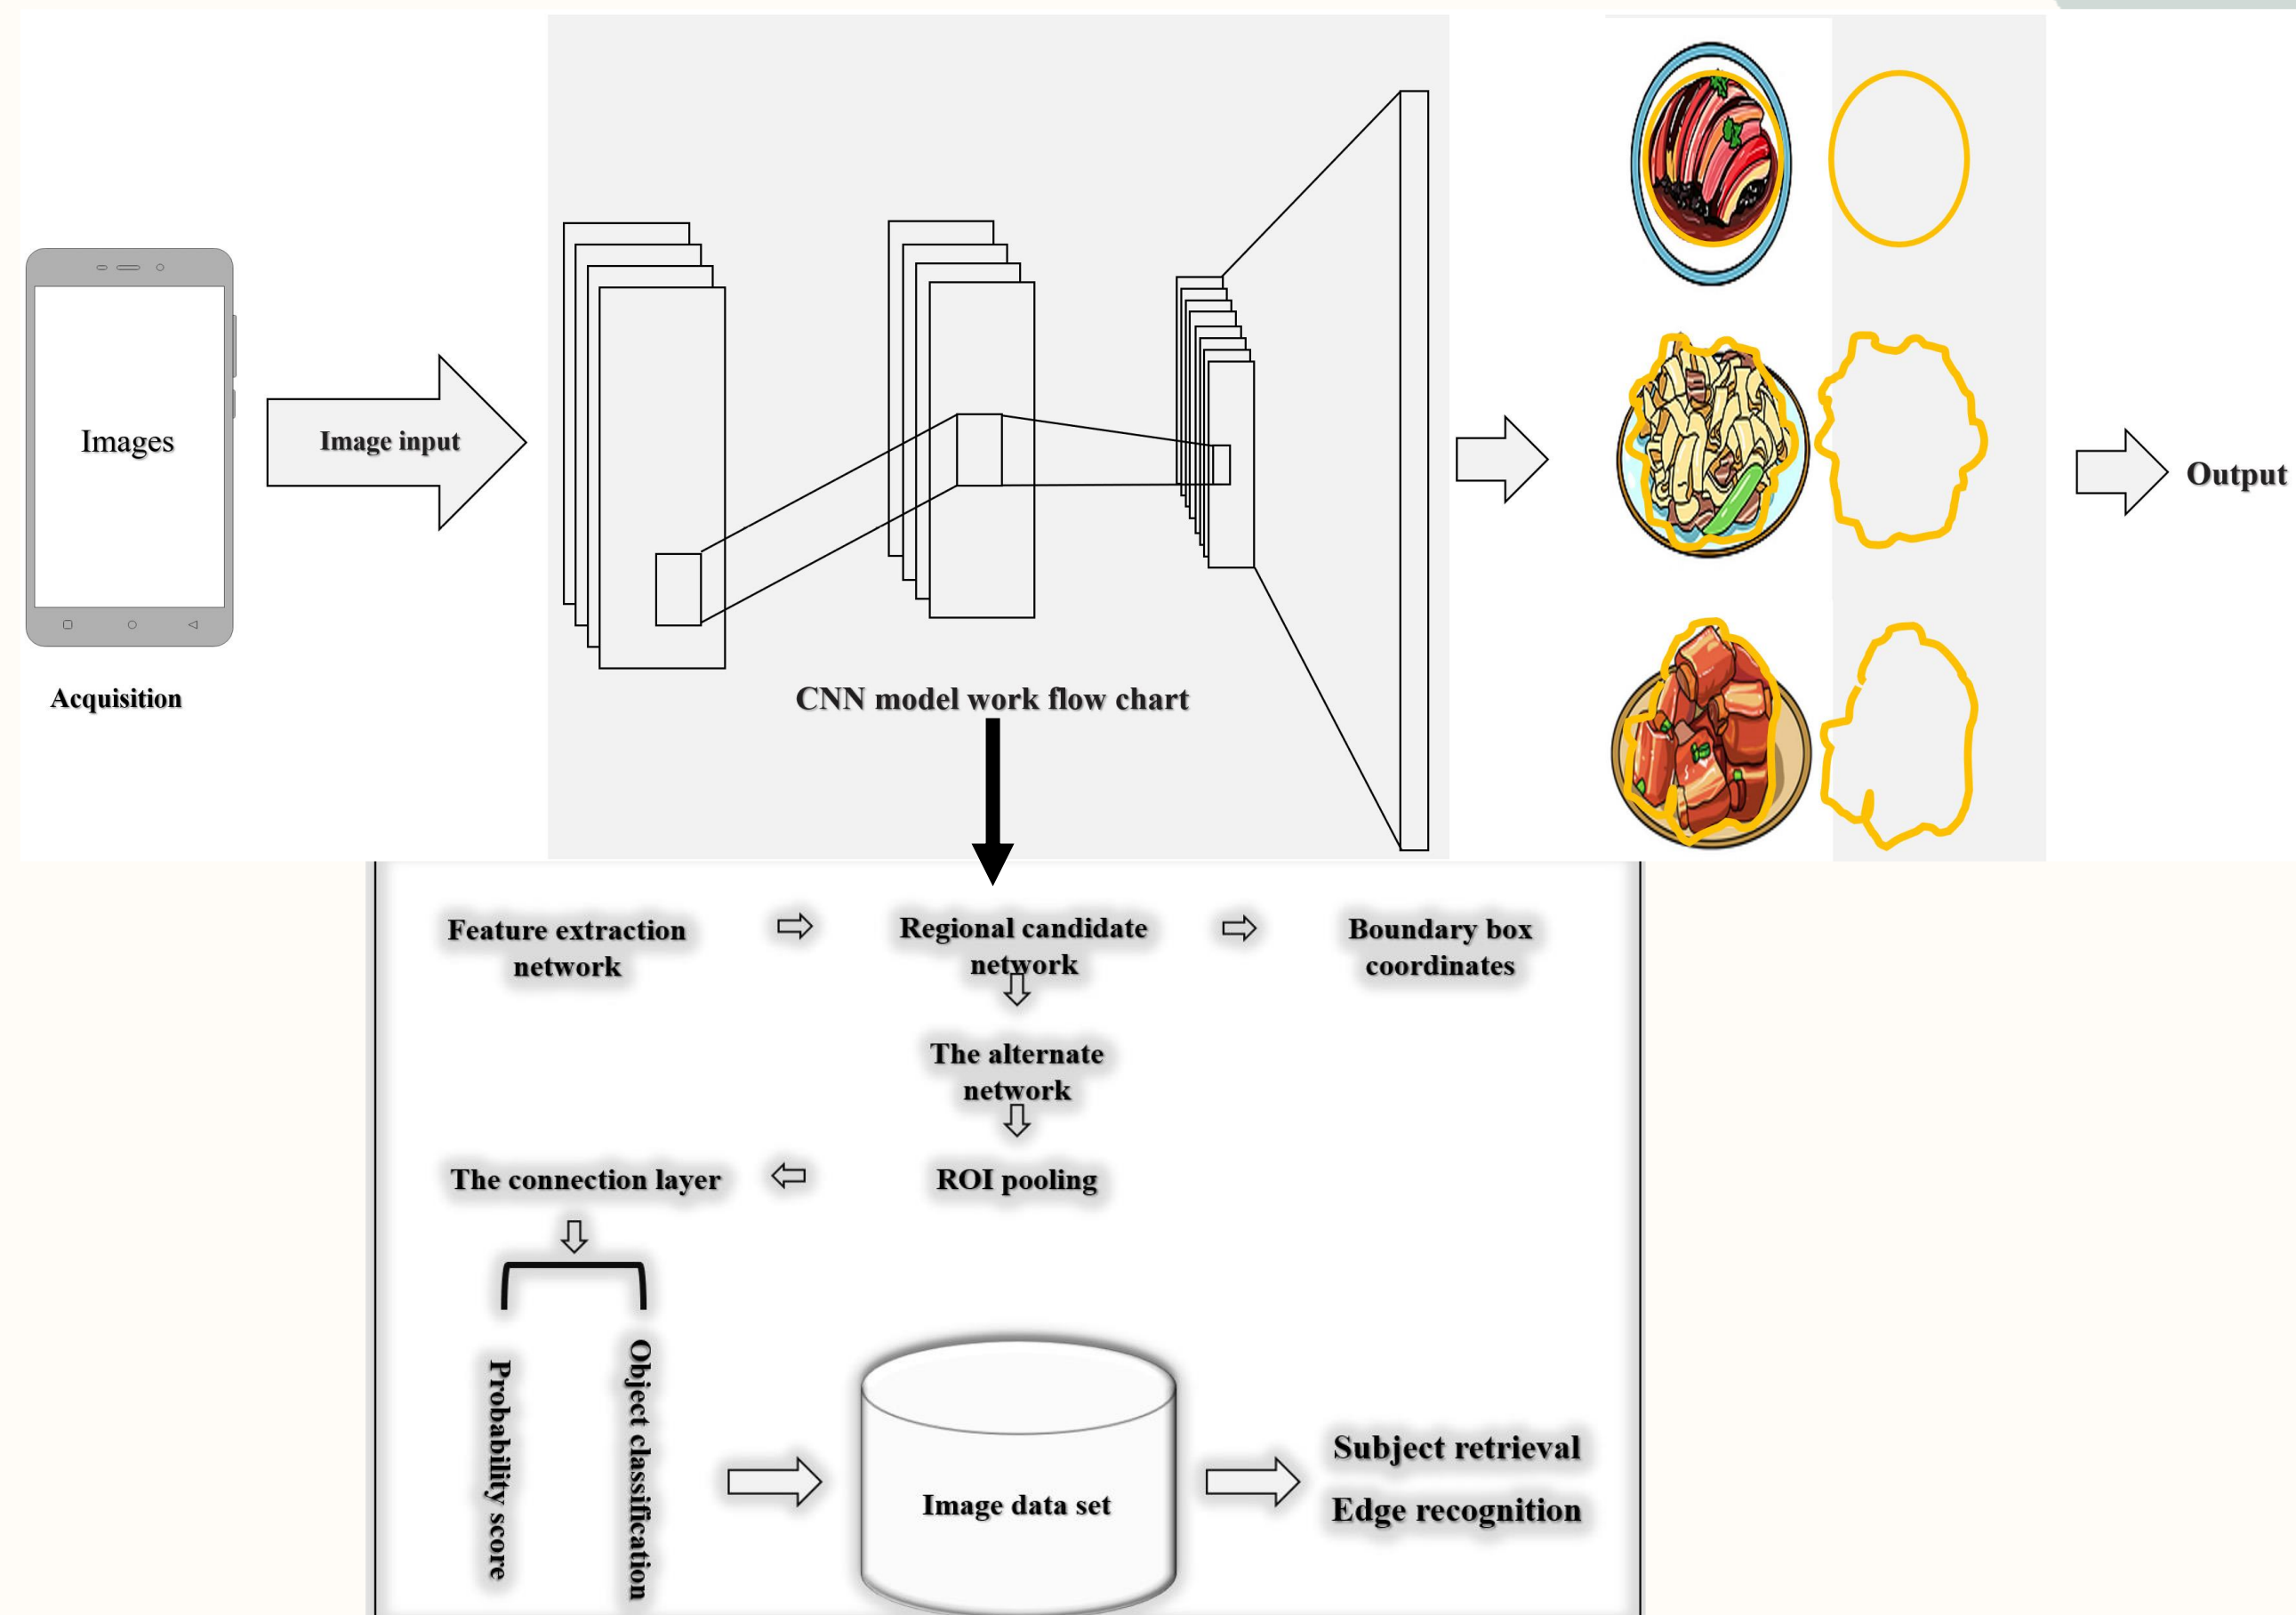 Images
Acquisition
Image input
CNN model work flow chart
Output
Feature extraction
network
Regional candidate
network
Boundary box
coordinates
The alternate
network
The connection layer
ROI pooling
Probability score
Object classification
Image data set
Subject retrieval
Edge recognition